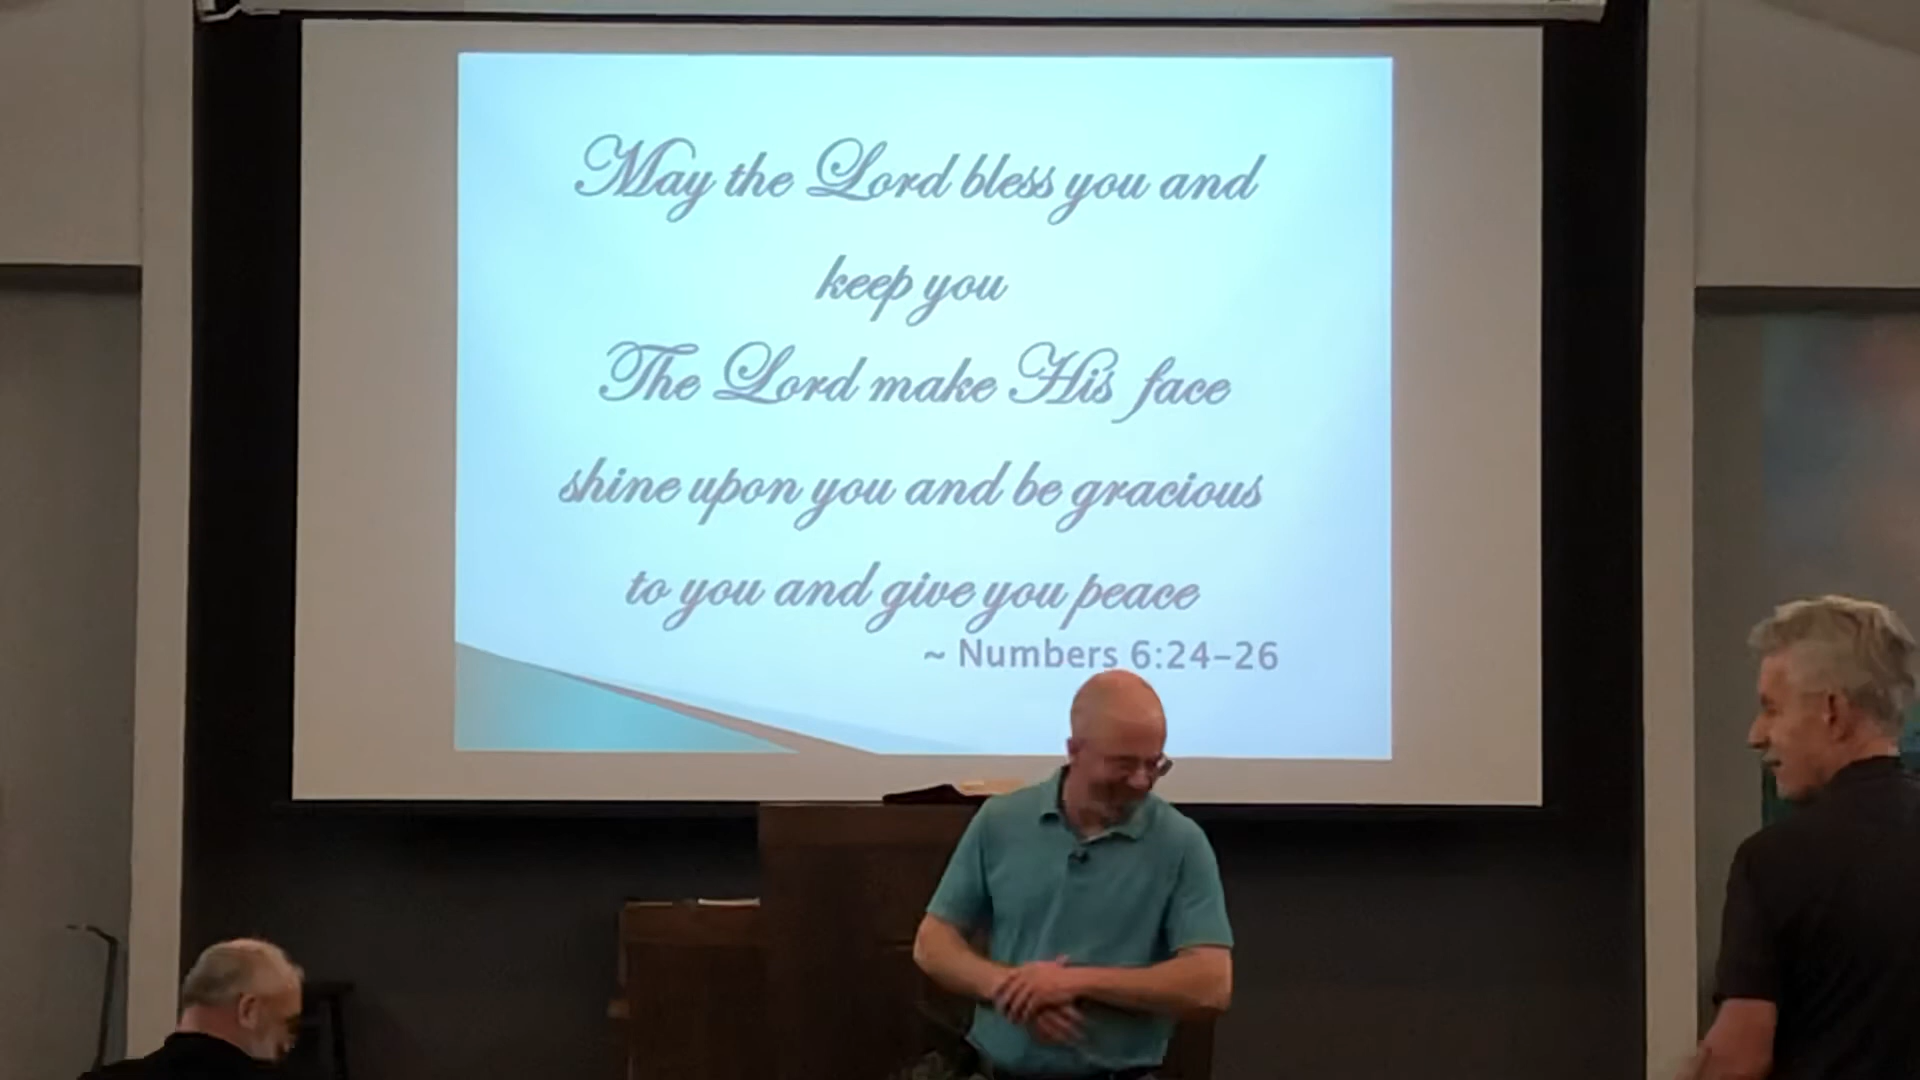 May the Lord bless you and
keep you
The Lord make His face
shine upon you and be gracious
to you and give you peace
~ Numbers 6:24-26